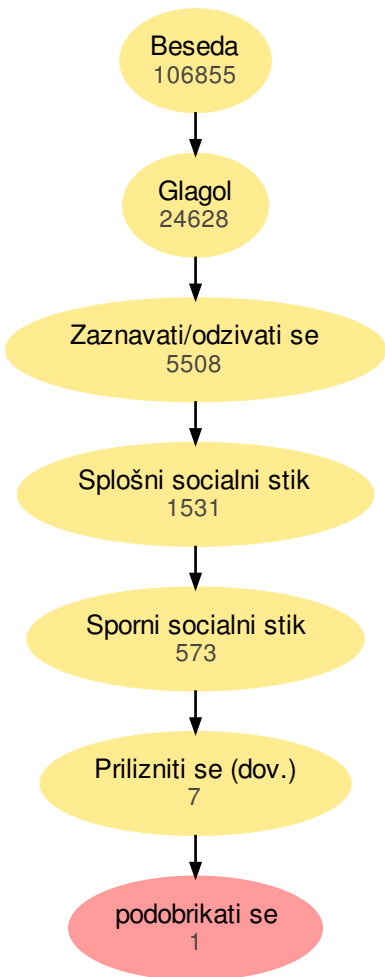 Beseda
106855
Glagol
24628
Zaznavati/odzivati se
5508
Splošni socialni stik
1531
Sporni socialni stik
573
Prilizniti se (dov.)
7
podobrikati se
1